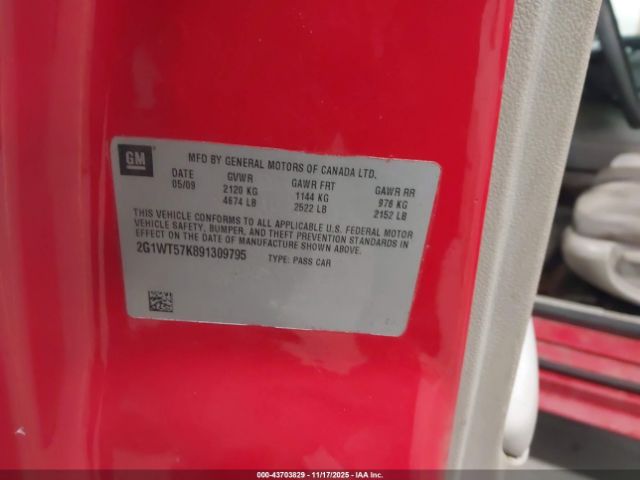 GM
MFD BY GENERAL MOTORS OF CANADA LTD.
DATE GVWR GAWR FRT GAWR RR
05/09 2120 KG 1144 KG 976 KG
4674 LB 2522 LB 2152 LB
THIS VEHICLE CONFORMS TO ALL APPLICABLE U.S. FEDERAL MOTOR
VEHICLE SAFETY, BUMPER, AND THEFT PREVENTION STANDARDS IN
EFFECT ON THE DATE OF MANUFACTURE SHOWN ABOVE.
2G1WT57K891309795 TYPE: PASS CAR
000-43703829 - 11/17/2025 - IAA Inc.